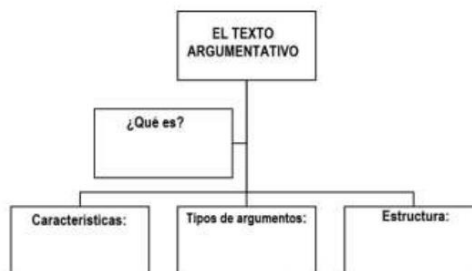 EL TEXTO
ARGUMENTATIVO
¿Qué es?
Características:
Tipos de argumentos:
Estructura: